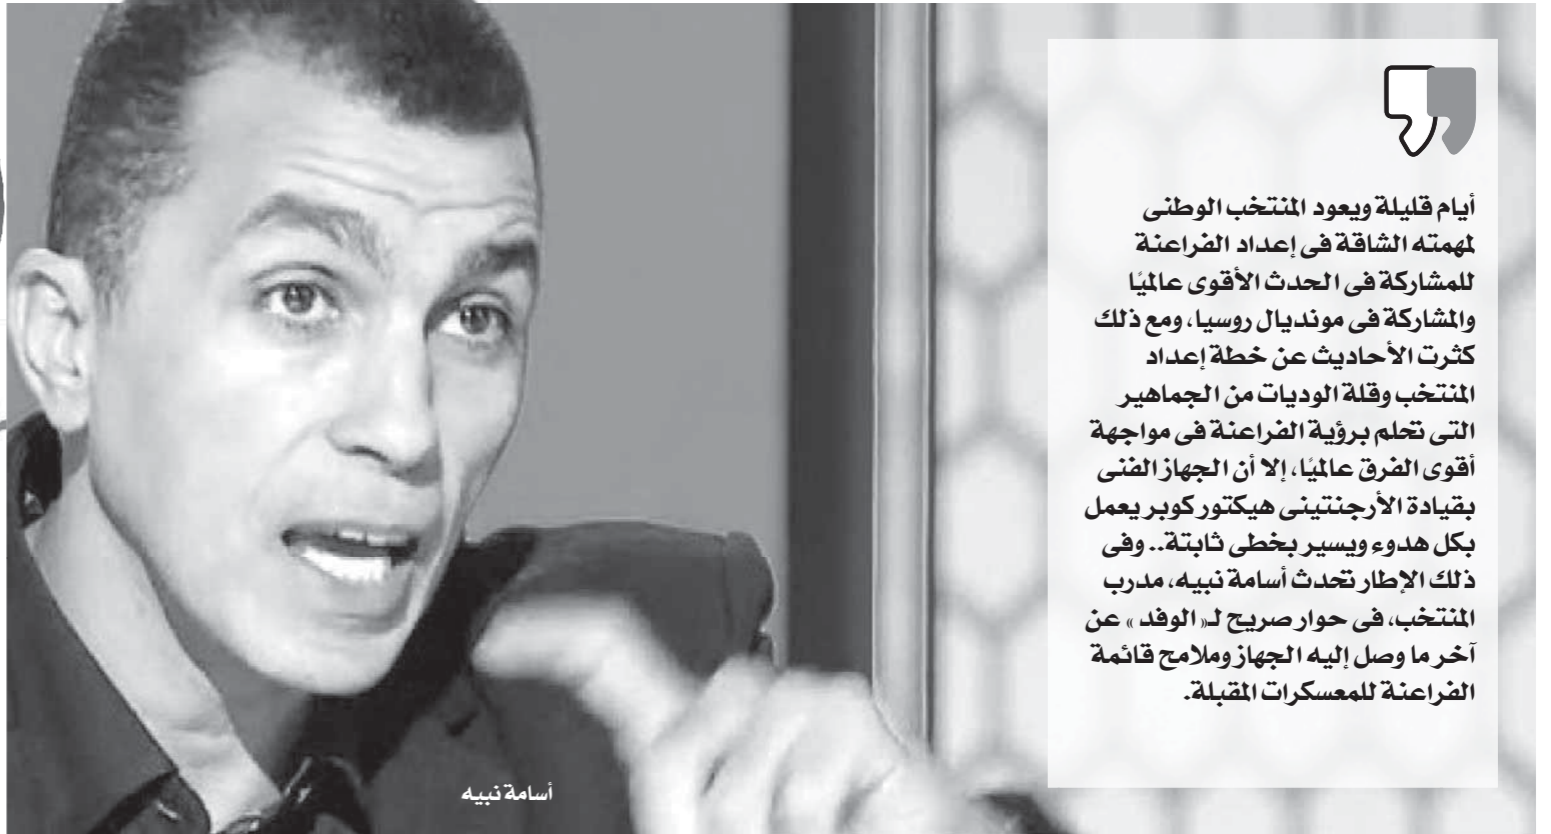 أيام قليلة ويعود المنتخب الوطنى
لمهمته الشاقة فى إعداد الفراعنة
للمشاركة فى الحدث الأقوى عالميًا
والمشاركة فى مونديال روسيا، ومع ذلك
كثرت الأحاديث عن خطة إعداد
المنتخب وقلة الوديات من الجماهير
التى تحلم برؤية الفراعنة فى مواجهة
أقوى الفرق عالميًا، إلا أن الجهاز الفنى
بقيادة الأرجنتينى هيكتور كوبر يعمل
بكل هدوء ويسير بخطى ثابتة.. وفى
ذلك الإطار تحدث أسامة نبيه، مدرب
المنتخب، فى حوار صريح لـ«الوفد» عن
آخر ما وصل إليه الجهاز وملامح قائمة
الفراعنة للمعسكرات المقبلة.
أسامة نبيه